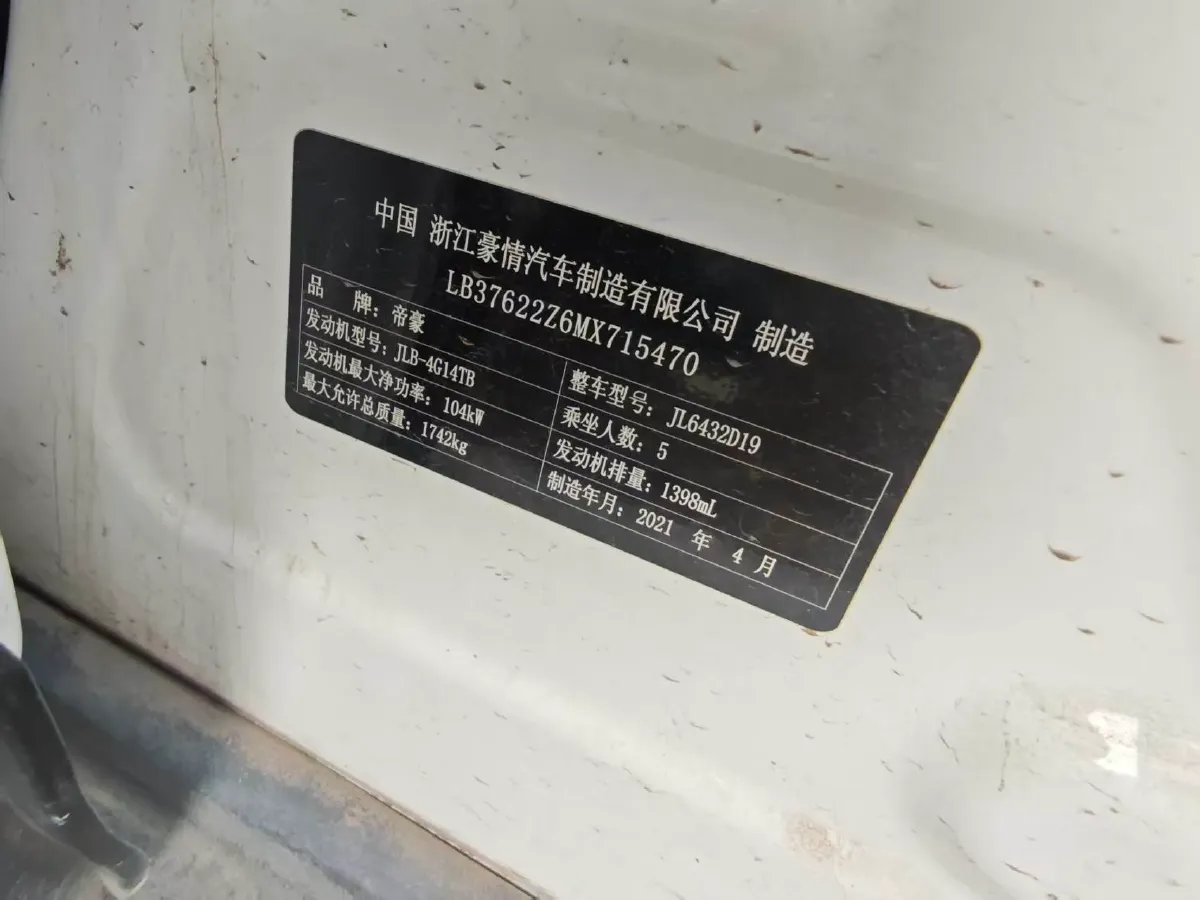 中国 浙江豪情汽车制造有限公司 制造
LB37622Z6MX715470
品 牌：帝豪 整车型号：JL6432D19
发动机型号：JLB-4G14TB 乘坐人数：5
发动机最大净功率：104kW 发动机排量：1398mL
最大允许总质量：1742kg 制造年月：2021 年 4 月